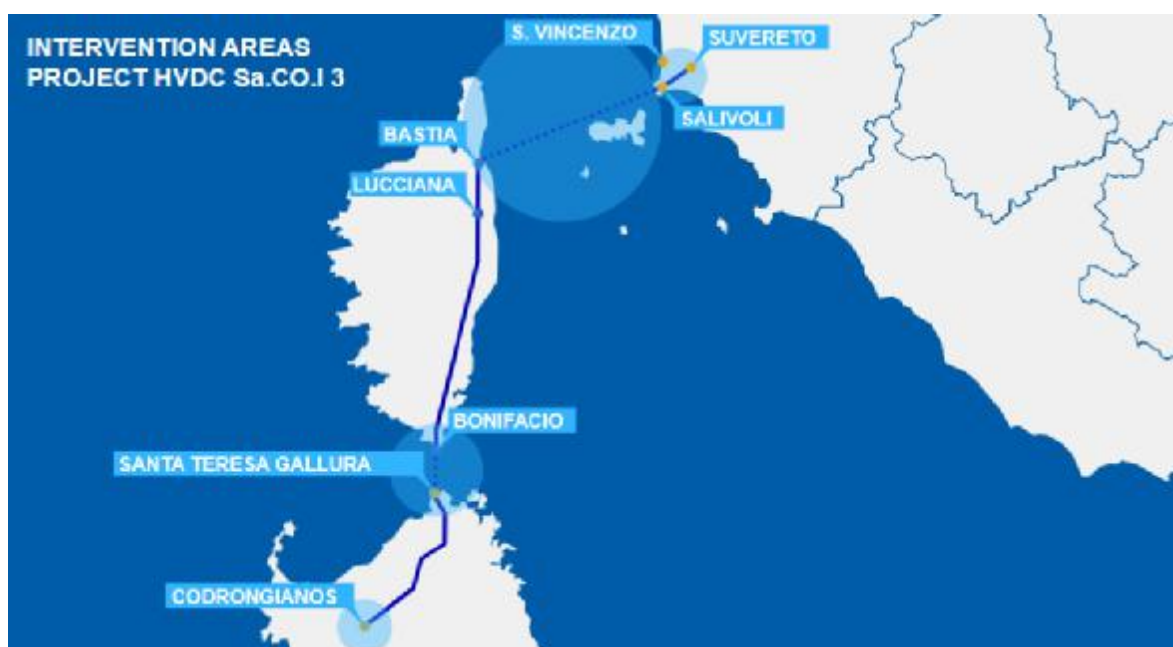 INTERVENTION AREAS
PROJECT HVDC Sa.CO.I 3
S. VINCENZO
SUVERETO
SALIVOLI
BASTIA
LUCCIANA
BONIFACIO
SANTA TERESA GALLURA
CODRONGIANOS